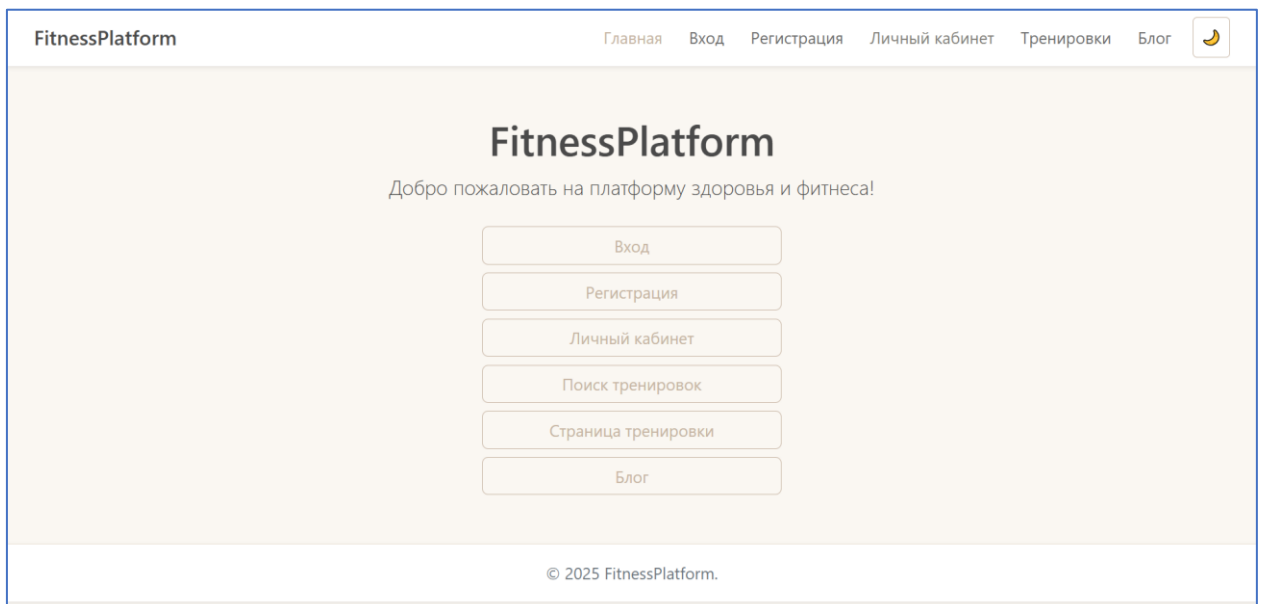 FitnessPlatform Главная Вход Регистрация Личный кабинет Тренировки Блог
FitnessPlatform
Добро пожаловать на платформу здоровья и фитнеса!
Вход
Регистрация
Личный кабинет
Поиск тренировок
Страница тренировки
Блог
© 2025 FitnessPlatform.